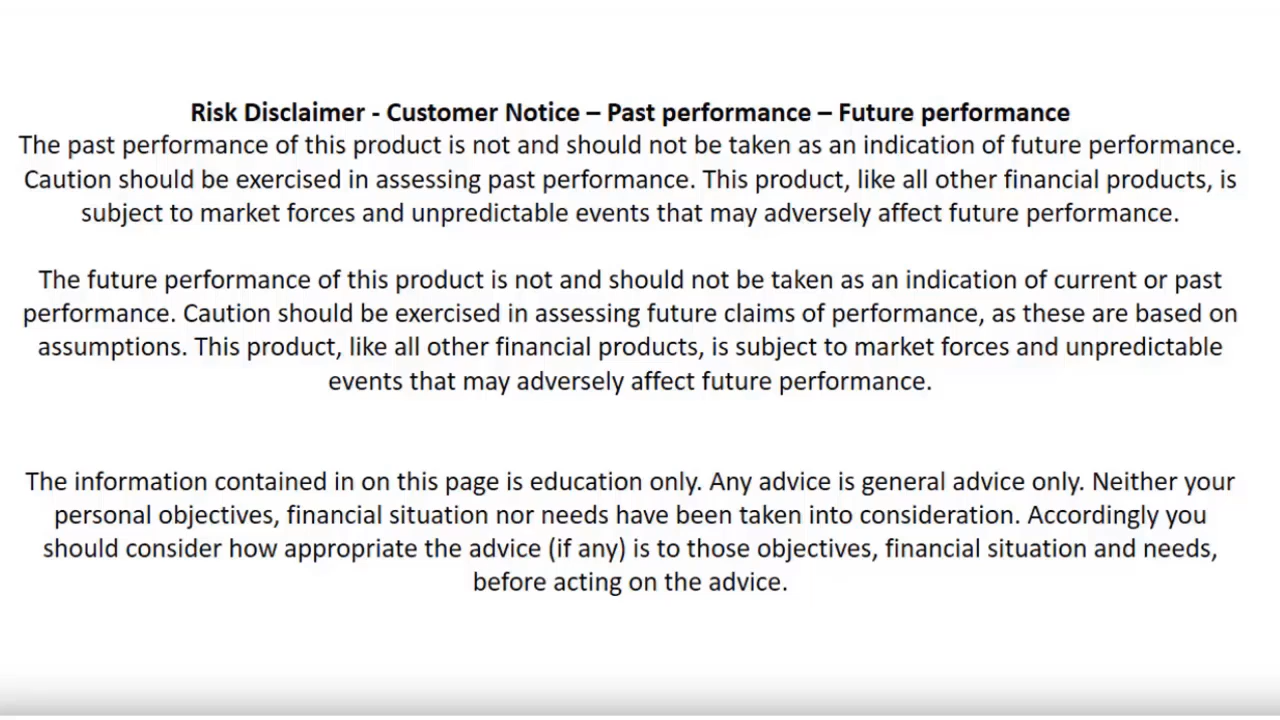 Risk Disclaimer - Customer Notice – Past performance – Future performance
The past performance of this product is not and should not be taken as an indication of future performance.
Caution should be exercised in assessing past performance. This product, like all other financial products, is
subject to market forces and unpredictable events that may adversely affect future performance.
The future performance of this product is not and should not be taken as an indication of current or past
performance. Caution should be exercised in assessing future claims of performance, as these are based on
assumptions. This product, like all other financial products, is subject to market forces and unpredictable
events that may adversely affect future performance.
The information contained in on this page is education only. Any advice is general advice only. Neither your
personal objectives, financial situation nor needs have been taken into consideration. Accordingly you
should consider how appropriate the advice (if any) is to those objectives, financial situation and needs,
before acting on the advice.